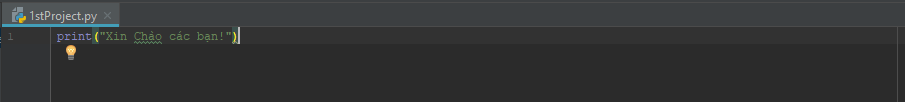 1stProject.py
1
print("Xin Chào các bạn!")